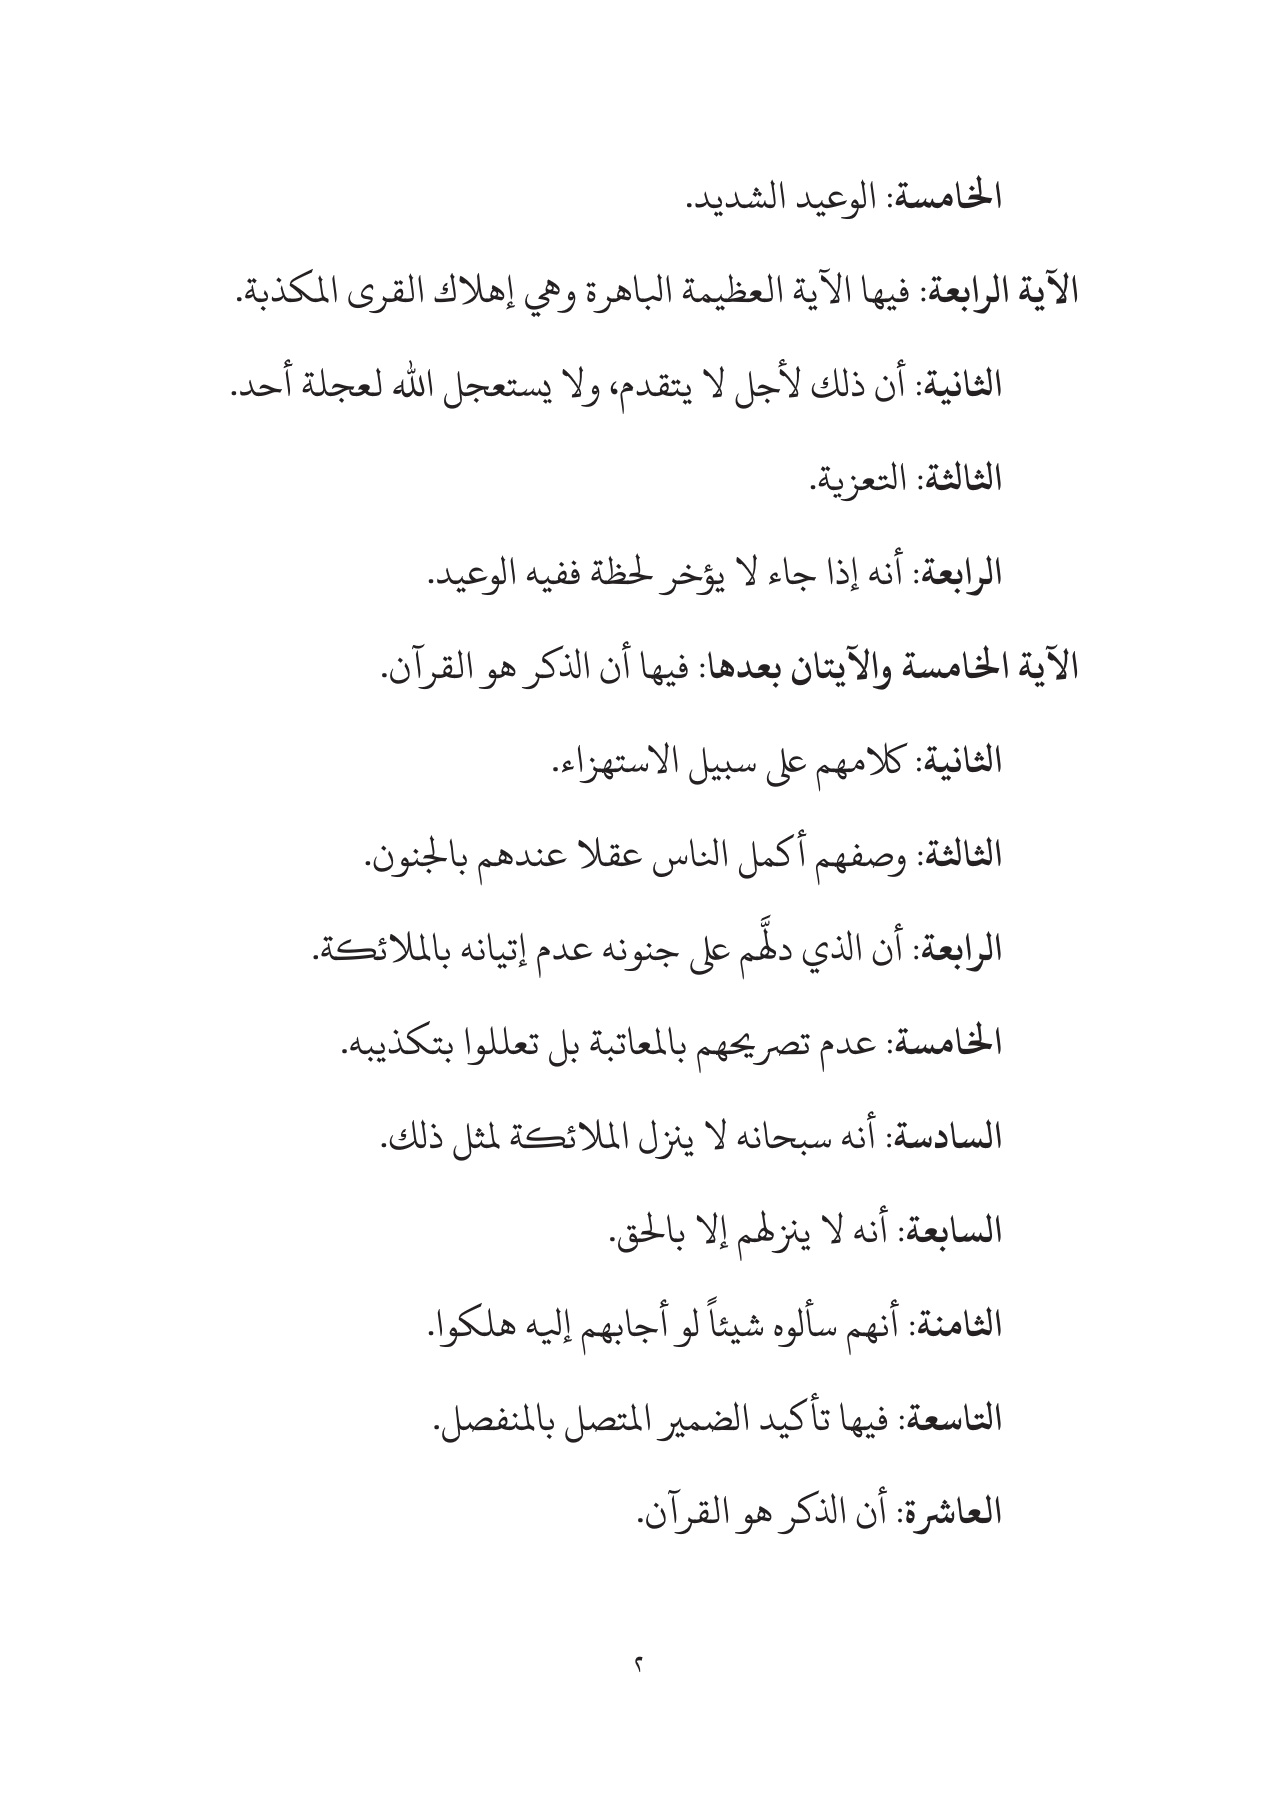 الخامسة: الوعيد الشديد.
الآية الرابعة: فيها الآية العظيمة الباهرة وهي إهلاك القرى المكذبة.
الثانية: أن ذلك لأجل لا يتقدم، ولا يستعجل الله لعجلة أحد.
الثالثة: التعزية.
الرابعة: أنه إذا جاء لا يؤخر لحظة ففيه الوعيد.
الآية الخامسة والآيتان بعدها: فيها أن الذكر هو القرآن.
الثانية: كلامهم على سبيل الاستهزاء.
الثالثة: وصفهم أكمل الناس عقلا عندهم بالجنون.
الرابعة: أن الذي دلَّهم على جنونه عدم إتيانه بالملائكة.
الخامسة: عدم تصريحهم بالمعاتبة بل تعللوا بتكذيبه.
السادسة: أنه سبحانه لا ينزل الملائكة لمثل ذلك.
السابعة: أنه لا ينزلهم إلا بالحق.
الثامنة: أنهم سألوه شيئاً لو أجابهم إليه هلكوا.
التاسعة: فيها تأكيد الضمير المتصل بالمنفصل.
العاشرة: أن الذكر هو القرآن.
٢